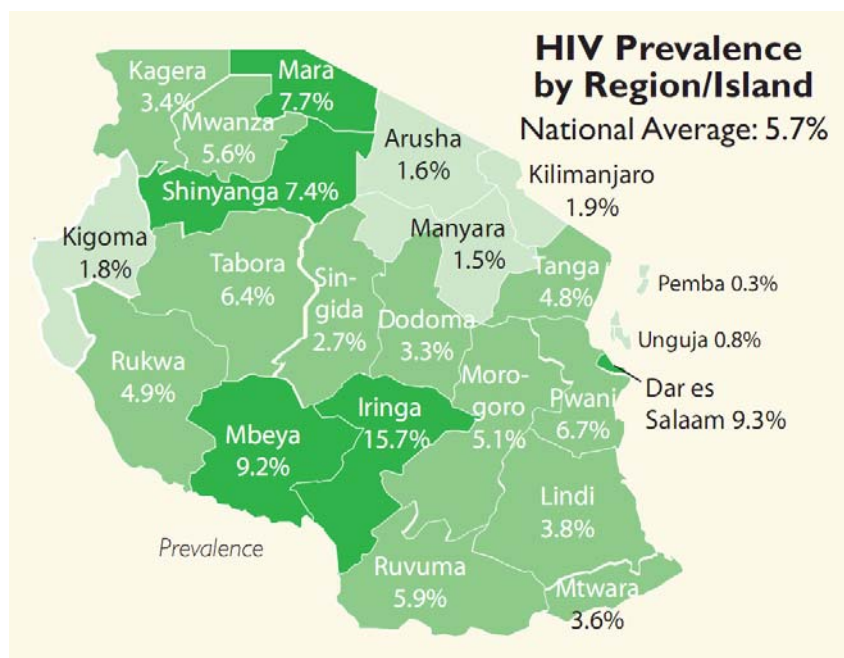 HIV Prevalence
by Region/Island
National Average: 5.7%
Kagera
3.4%
Mara
7.7%
Mwanza
5.6%
Arusha
1.6%
Kilimanjaro
1.9%
Shinyanga 7.4%
Kigoma
1.8%
Manyara
1.5%
Tabora
6.4%
Sin-
gida
2.7%
Tanga
4.8%
Pemba 0.3%
Dodoma
3.3%
Unguja 0.8%
Rukwa
4.9%
Moro-
goro
5.1%
Pwani
6.7%
Dar es
Salaam 9.3%
Iringa
15.7%
Mbeya
9.2%
Lindi
3.8%
Prevalence
Ruvuma
5.9%
Mtwara
3.6%